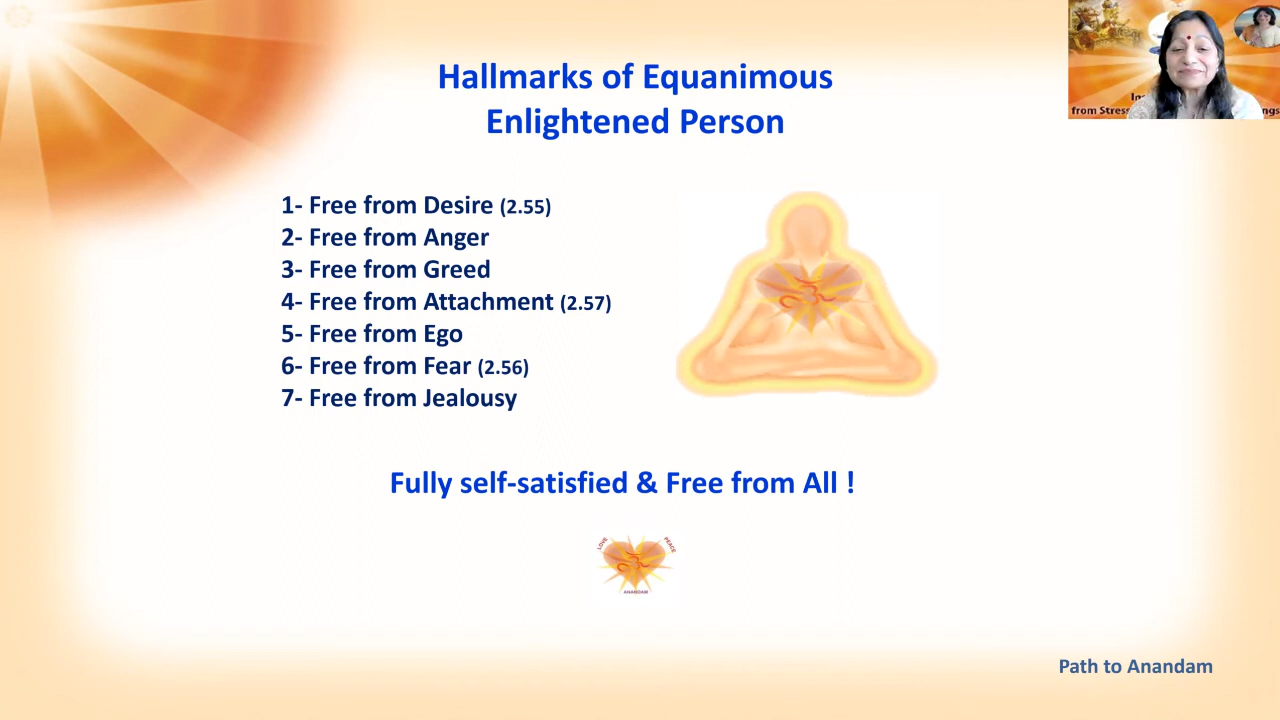 Hallmarks of Equanimous
Enlightened Person
1- Free from Desire (2.55)
2- Free from Anger
3- Free from Greed
4- Free from Attachment (2.57)
5- Free from Ego
6- Free from Fear (2.56)
7- Free from Jealousy
Fully self-satisfied & Free from All !
LOVE PEACE
ANANDAM
Path to Anandam
from Stress